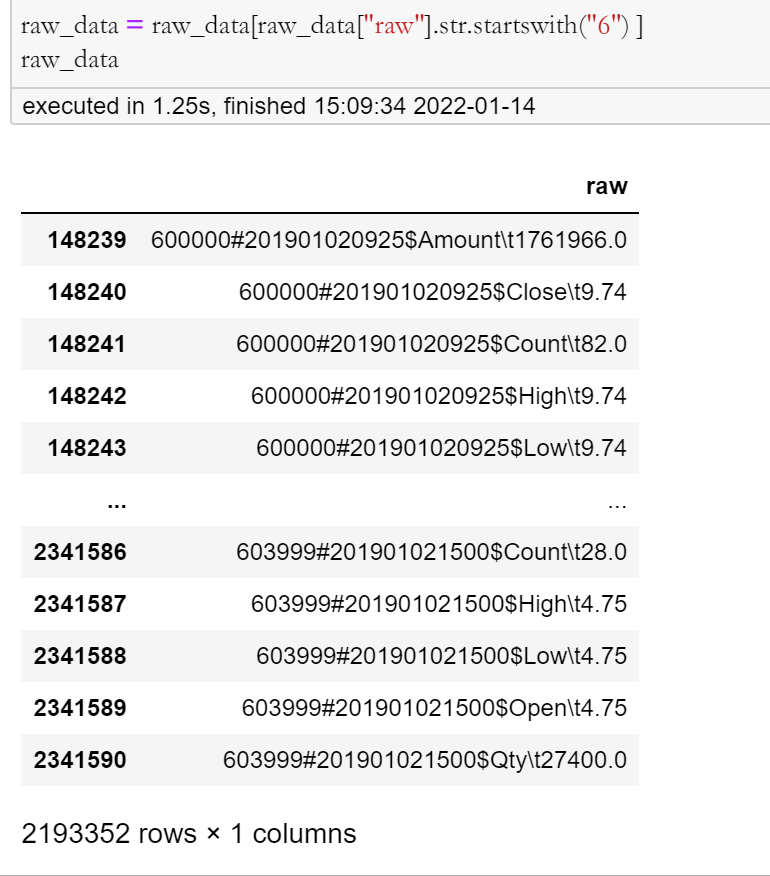 raw_data = raw_data[raw_data["raw"].str.startswith("6") ]
raw_data
executed in 1.25s, finished 15:09:34 2022-01-14
raw
148239 600000#201901020925$Amount\t1761966.0
148240 600000#201901020925$Close\t9.74
148241 600000#201901020925$Count\t82.0
148242 600000#201901020925$High\t9.74
148243 600000#201901020925$Low\t9.74
... ...
2341586 603999#201901021500$Count\t28.0
2341587 603999#201901021500$High\t4.75
2341588 603999#201901021500$Low\t4.75
2341589 603999#201901021500$Open\t4.75
2341590 603999#201901021500$Qty\t27400.0
2193352 rows × 1 columns